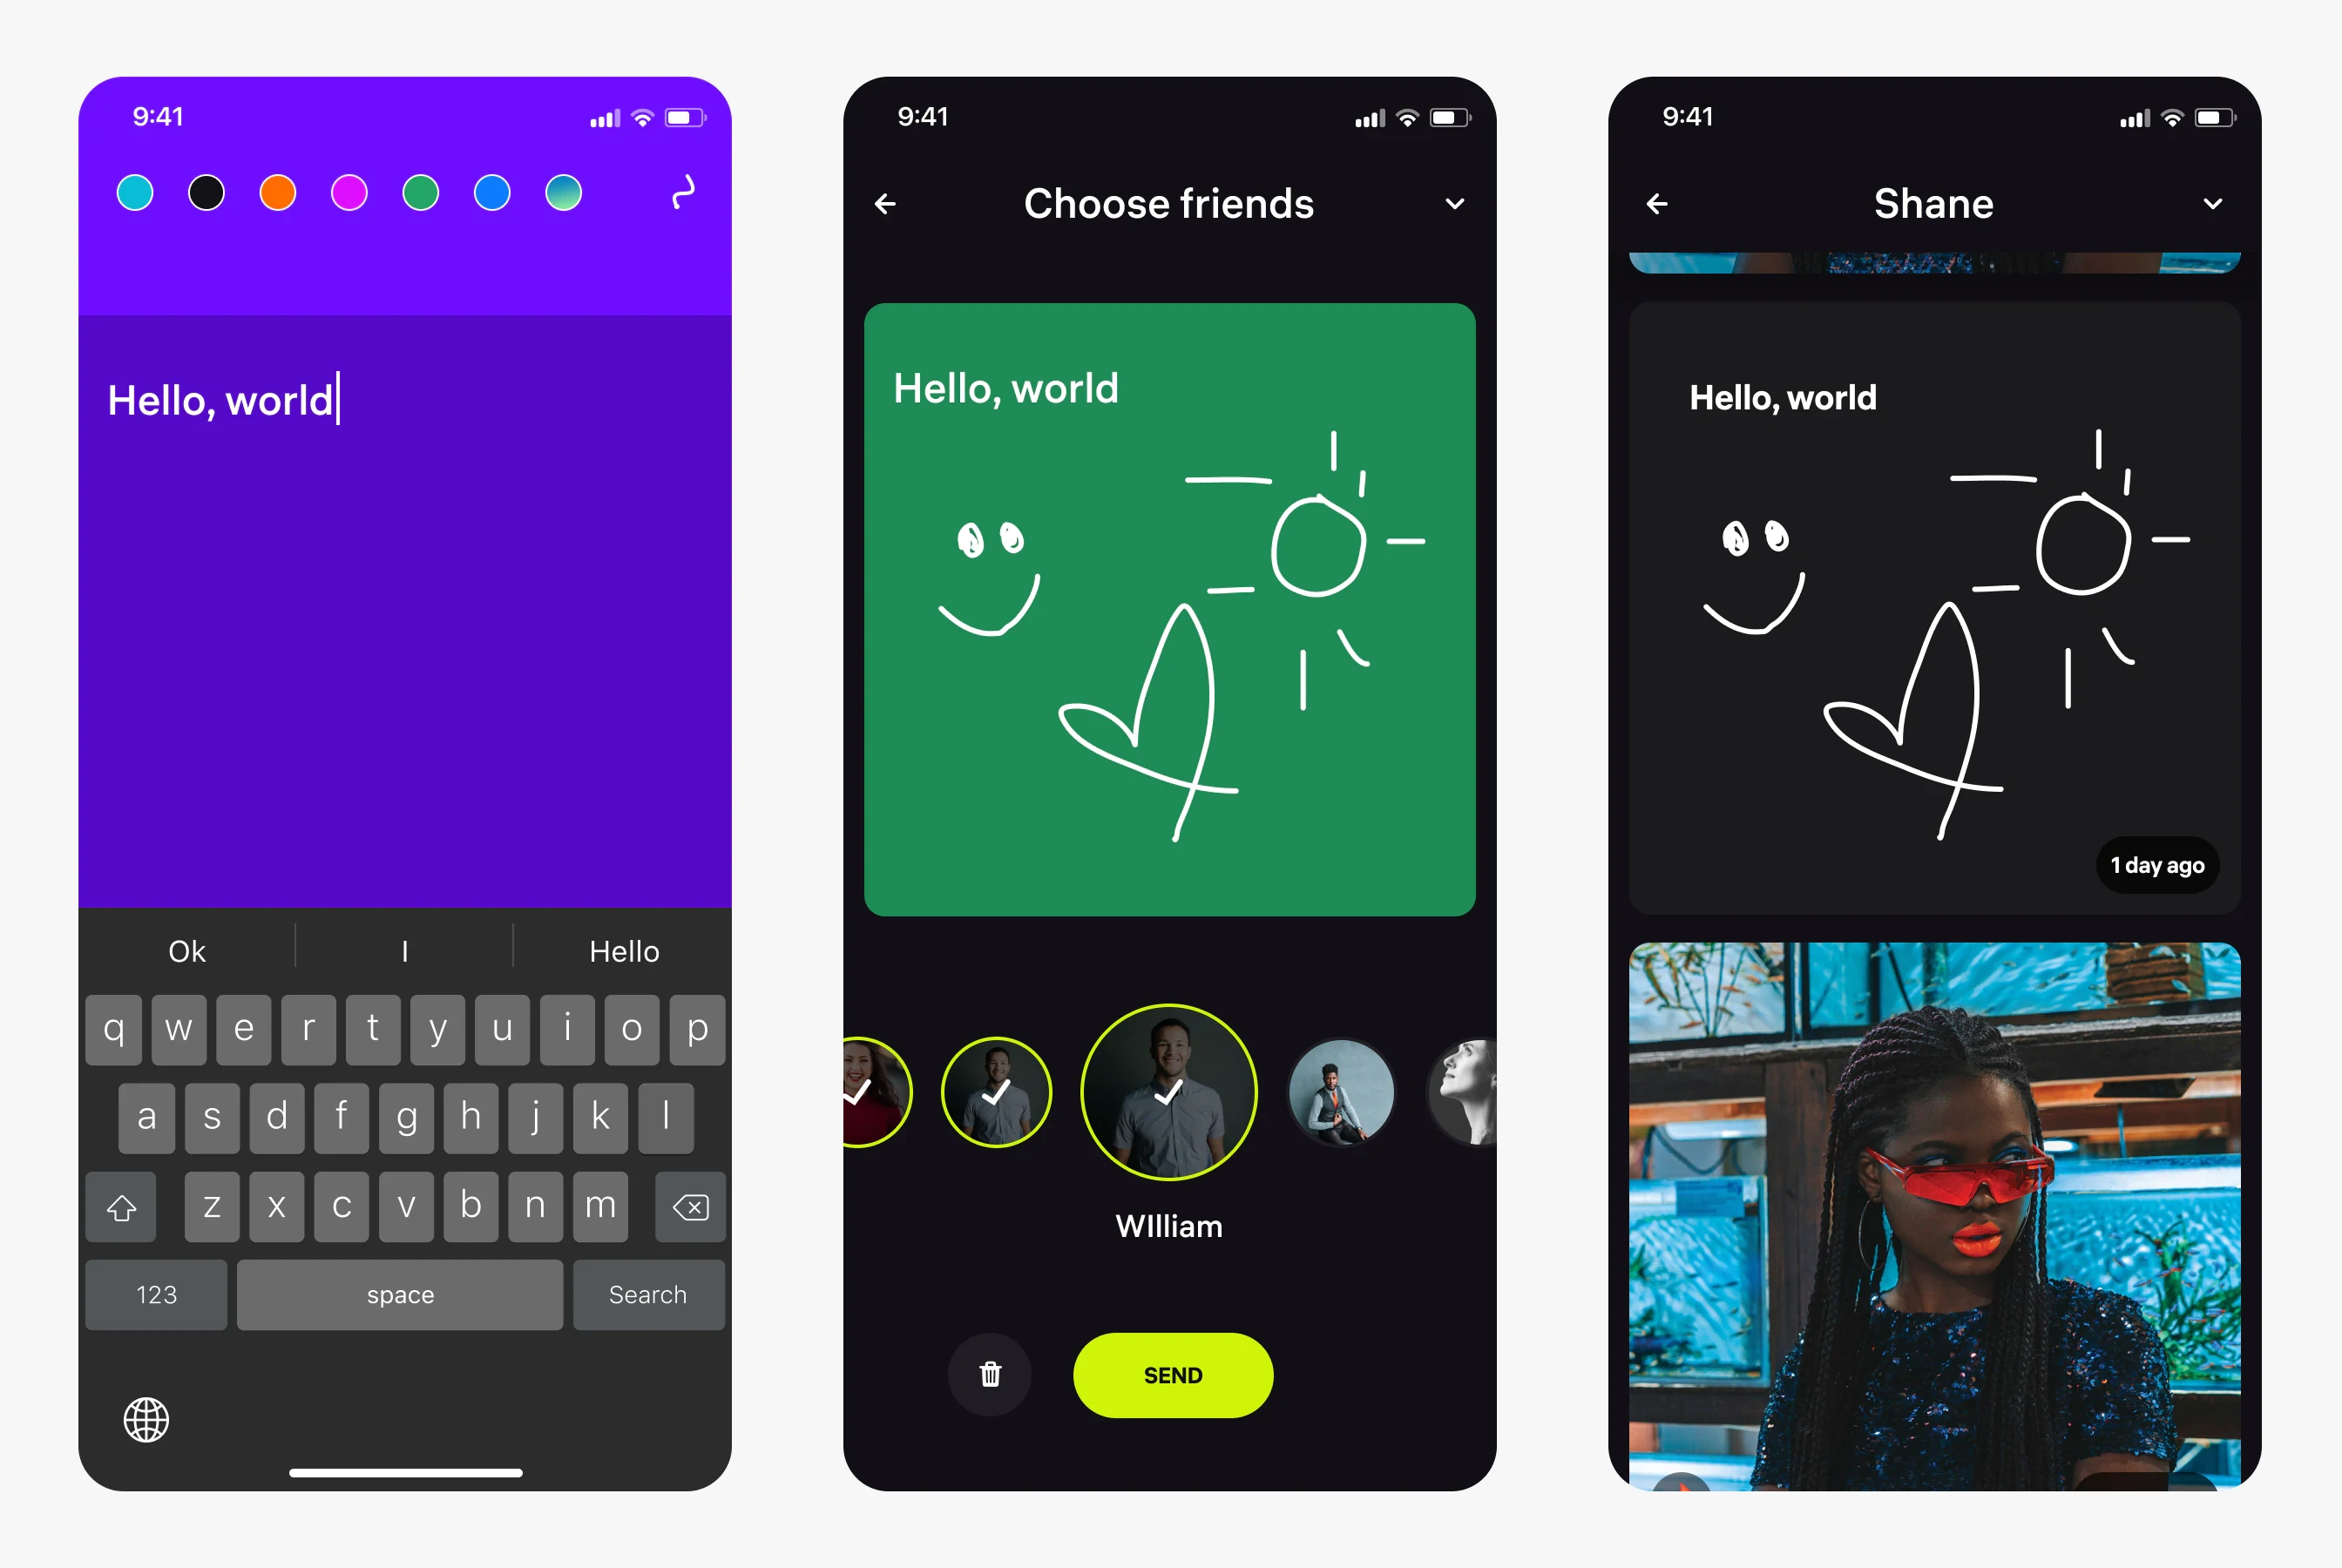 9:41
Hello, world
Ok I Hello
q w e r t y u i o p
a s d f g h j k l
z x c v b n m
123 space Search
9:41
Choose friends
Hello, world
WIlliam
SEND
9:41
Shane
Hello, world
1 day ago